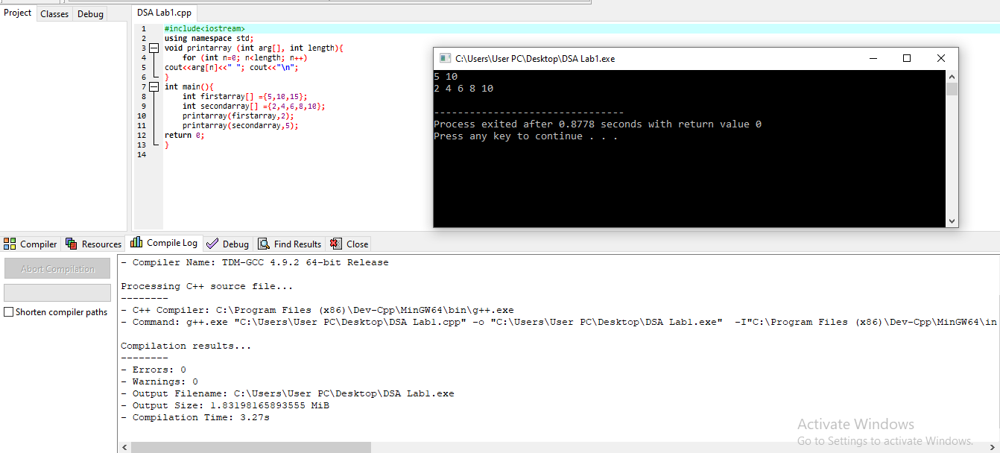 Project Classes Debug
DSA Lab1.cpp
1 #include<iostream>
2 using namespace std;
3 void printarray (int arg[], int length){
4 for (int n=0; n<length; n++)
5 cout<<arg[n]<<" "; cout<<"\n";
6 }
7 int main(){
8 int firstarray[] ={5,10,15};
9 int secondarray[] ={2,4,6,8,10};
10 printarray(firstarray,2);
11 printarray(secondarray,5);
12 return 0;
13 }
14
C:\Users\User PC\Desktop\DSA Lab1.exe
5 10
2 4 6 8 10
--------------------------------
Process exited after 0.8778 seconds with return value 0
Press any key to continue . . .
Compiler Resources Compile Log Debug Find Results Close
Abort Compilation
Shorten compiler paths
- Compiler Name: TDM-GCC 4.9.2 64-bit Release
Processing C++ source file...
--------
- C++ Compiler: C:\Program Files (x86)\Dev-Cpp\MinGW64\bin\g++.exe
- Command: g++.exe "C:\Users\User PC\Desktop\DSA Lab1.cpp" -o "C:\Users\User PC\Desktop\DSA Lab1.exe" -I"C:\Program Files (x86)\Dev-Cpp\MinGW64\in
Compilation results...
--------
- Errors: 0
- Warnings: 0
- Output Filename: C:\Users\User PC\Desktop\DSA Lab1.exe
- Output Size: 1.83198165893555 MiB
- Compilation Time: 3.27s
Activate Windows
Go to Settings to activate Windows.